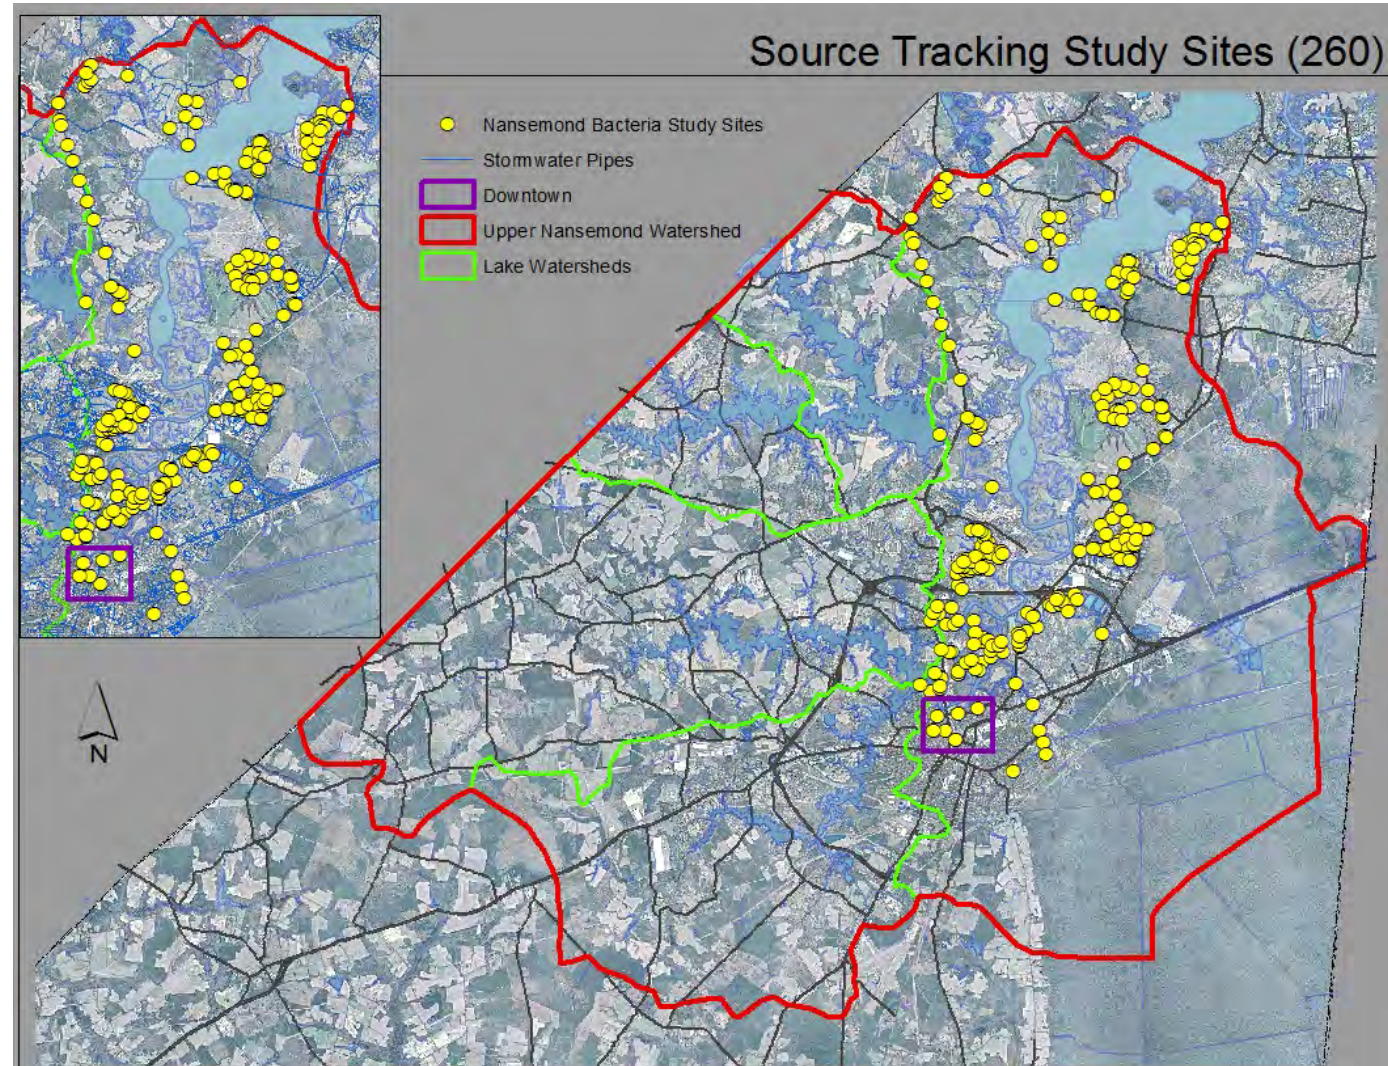 Source Tracking Study Sites (260)
Nansemond Bacteria Study Sites
Stormwater Pipes
Downtown
Upper Nansemond Watershed
Lake Watersheds
N